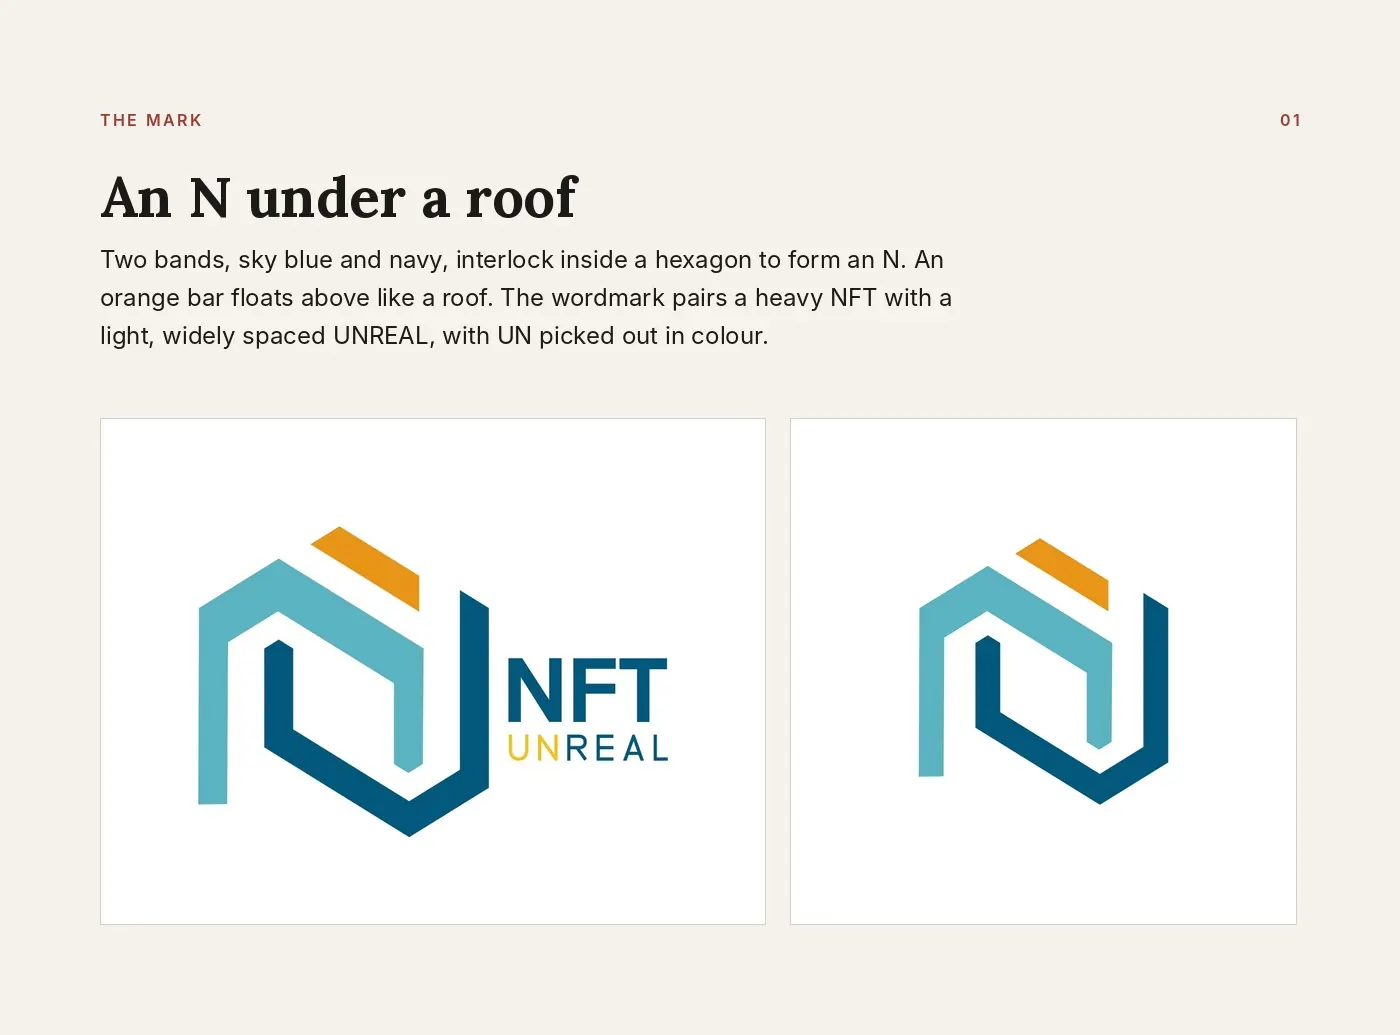 THE MARK
01
An N under a roof
Two bands, sky blue and navy, interlock inside a hexagon to form an N. An
orange bar floats above like a roof. The wordmark pairs a heavy NFT with a
light, widely spaced UNREAL, with UN picked out in colour.
NFT
UNREAL